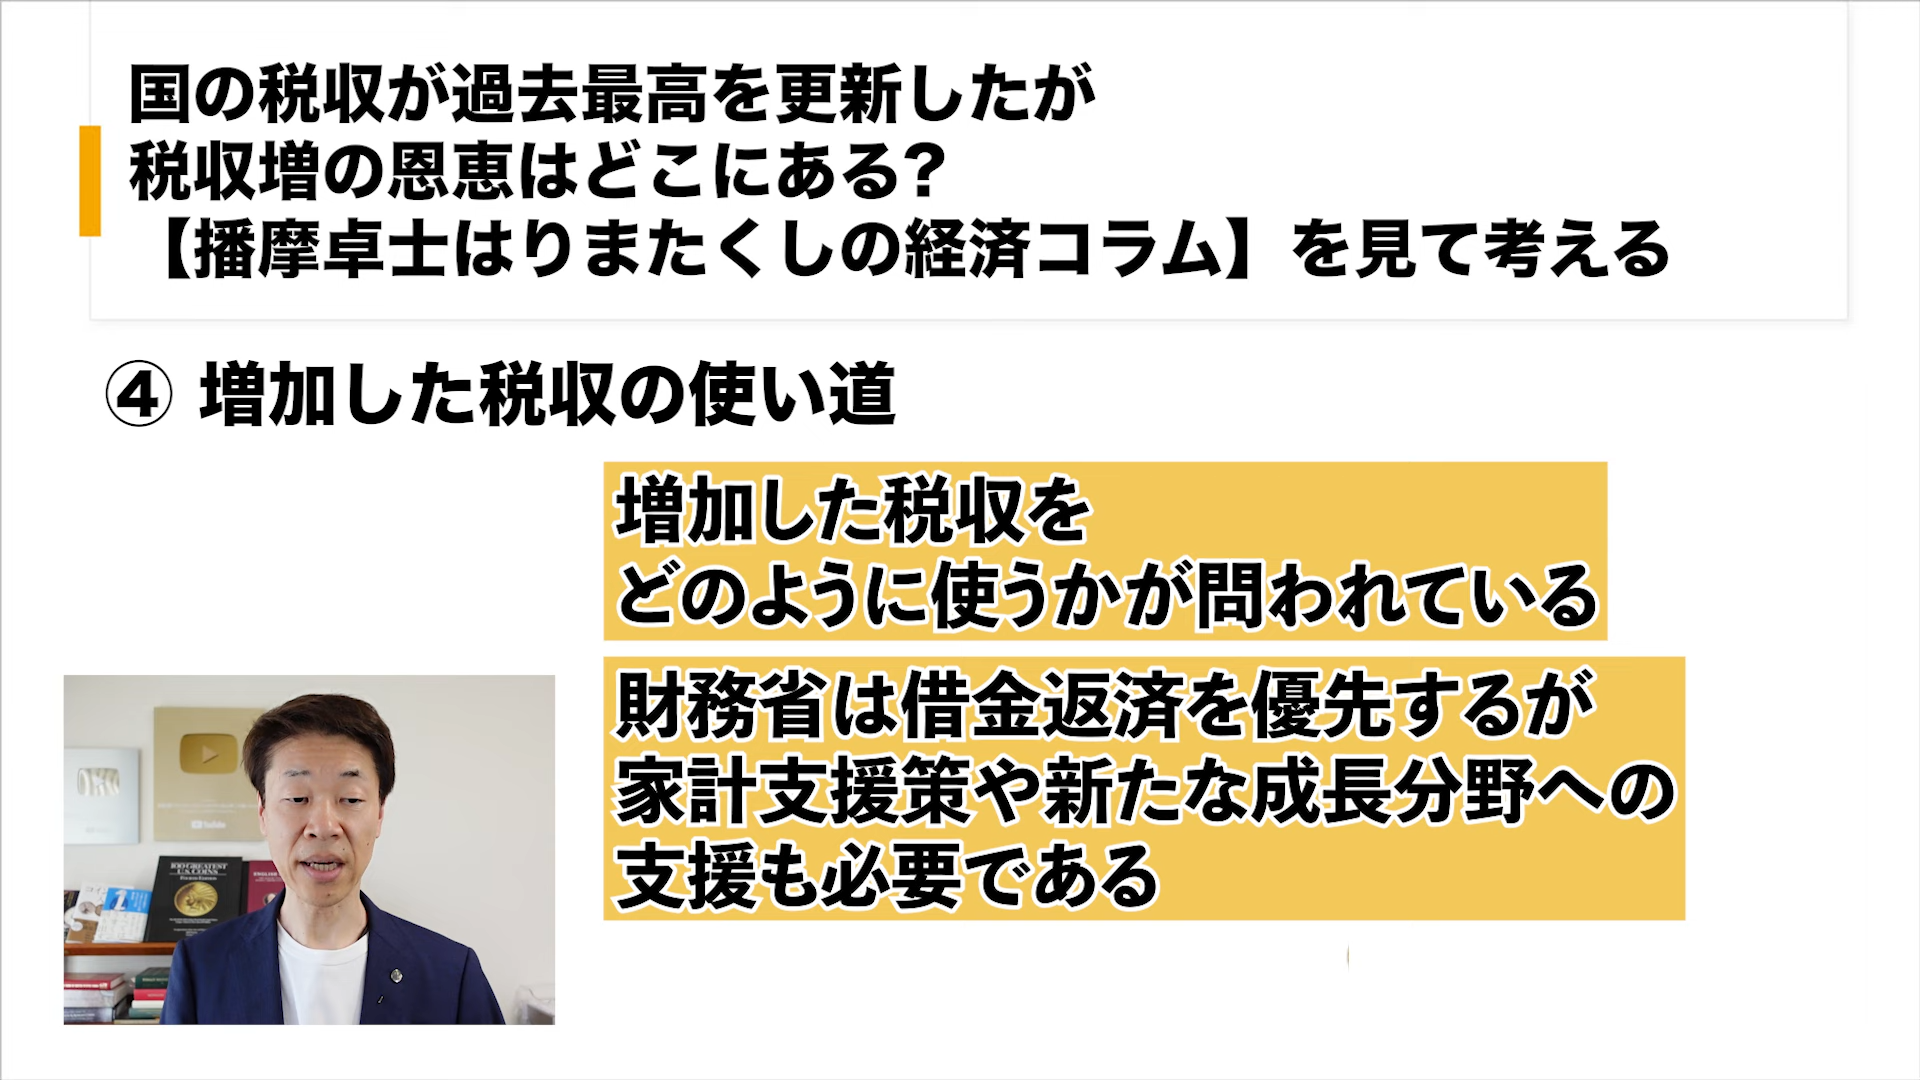 国の税収が過去最高を更新したが
税収増の恩恵はどこにある?
【播摩卓士はりまたくしの経済コラム】を見て考える
④ 増加した税収の使い道
増加した税収を
どのように使うかが問われている
財務省は借金返済を優先するが
家計支援策や新たな成長分野への
支援も必要である
YouTube
100 GREATEST
U.S. COINS
ENGLISH